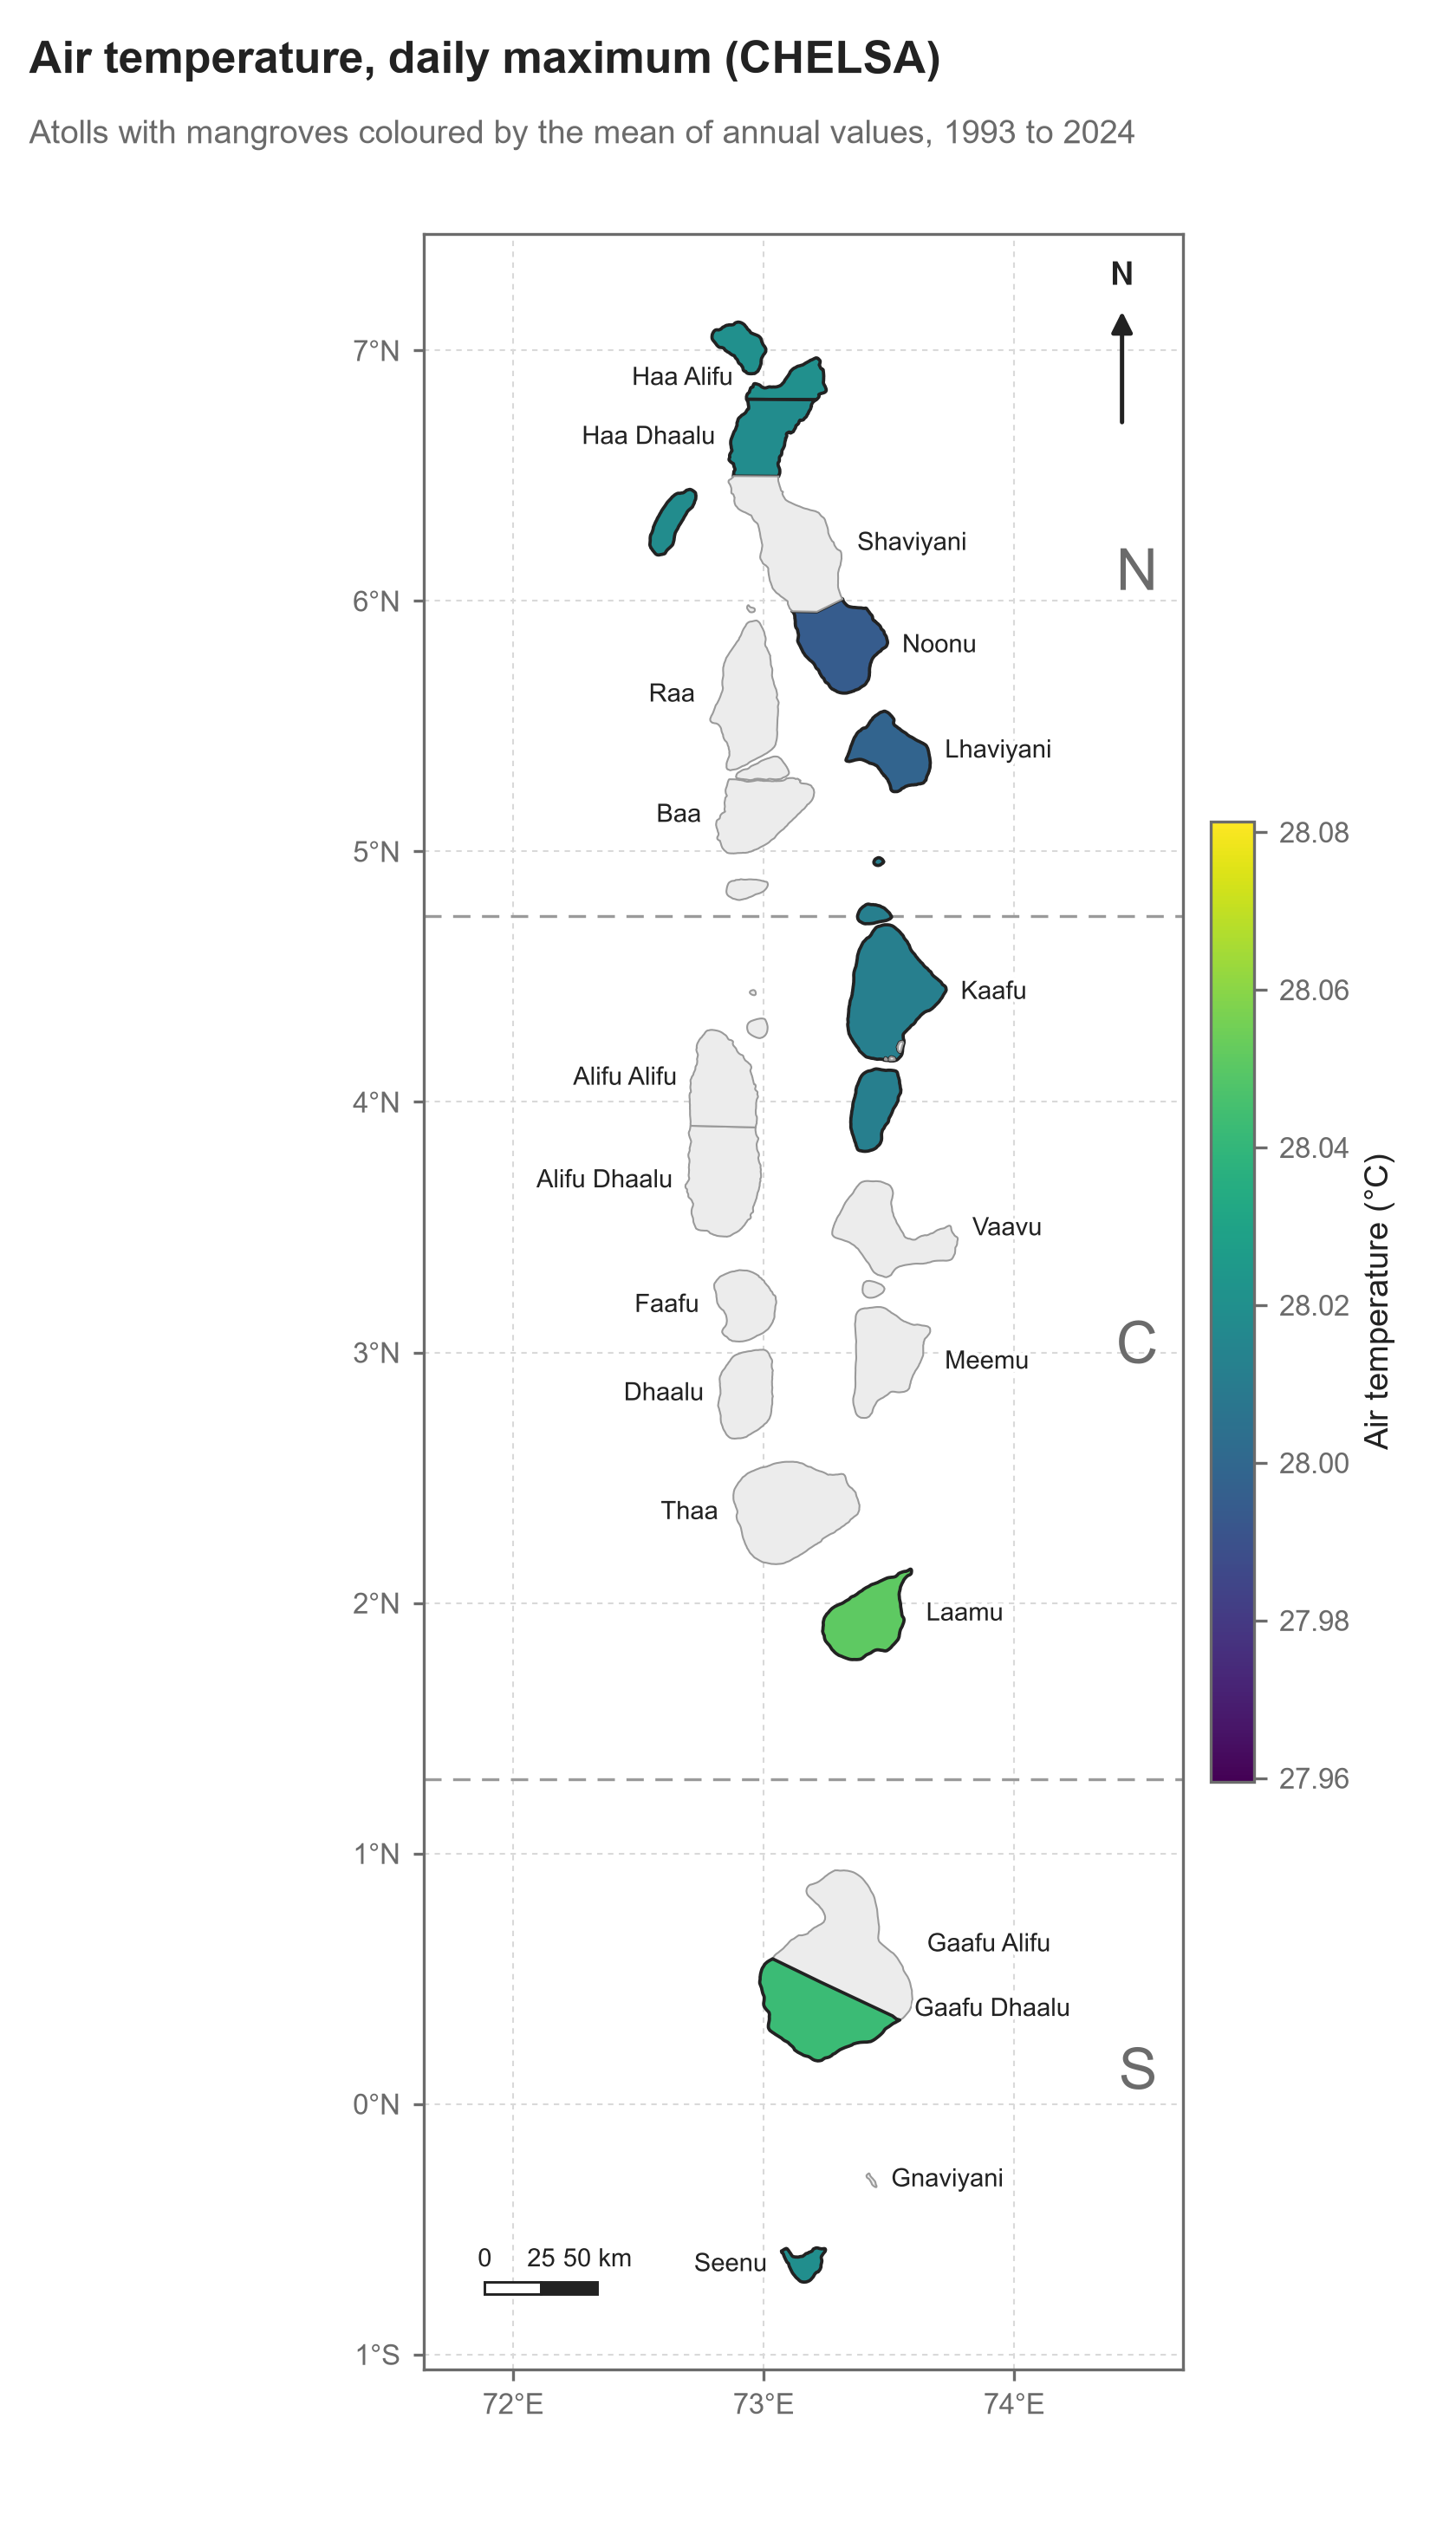 Air temperature, daily maximum (CHELSA)
Atolls with mangroves coloured by the mean of annual values, 1993 to 2024
N
7°N
Haa Alifu
Haa Dhaalu
Shaviyani
N
6°N
Noonu
Raa
Lhaviyani
Baa
28.08
5°N
Kaafu
28.06
Alifu Alifu
4°N
28.04
Alifu Dhaalu
Vaavu
Air temperature (°C)
Faafu
28.02
C
3°N
Meemu
Dhaalu
28.00
Thaa
2°N
Laamu
27.98
27.96
1°N
Gaafu Alifu
Gaafu Dhaalu
S
0°N
Gnaviyani
0 25 50 km
Seenu
1°S
72°E 73°E 74°E